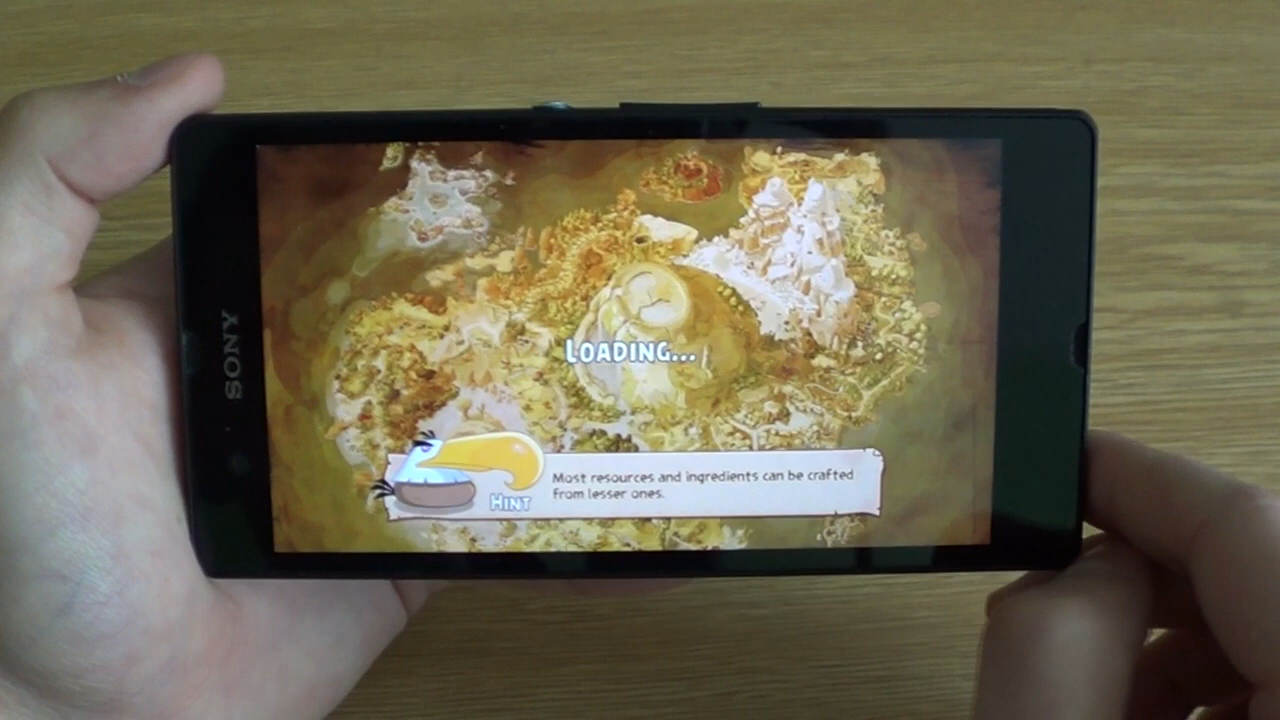 SONY
LOADING...
HINT
Most resources and ingredients can be crafted
from lesser ones.